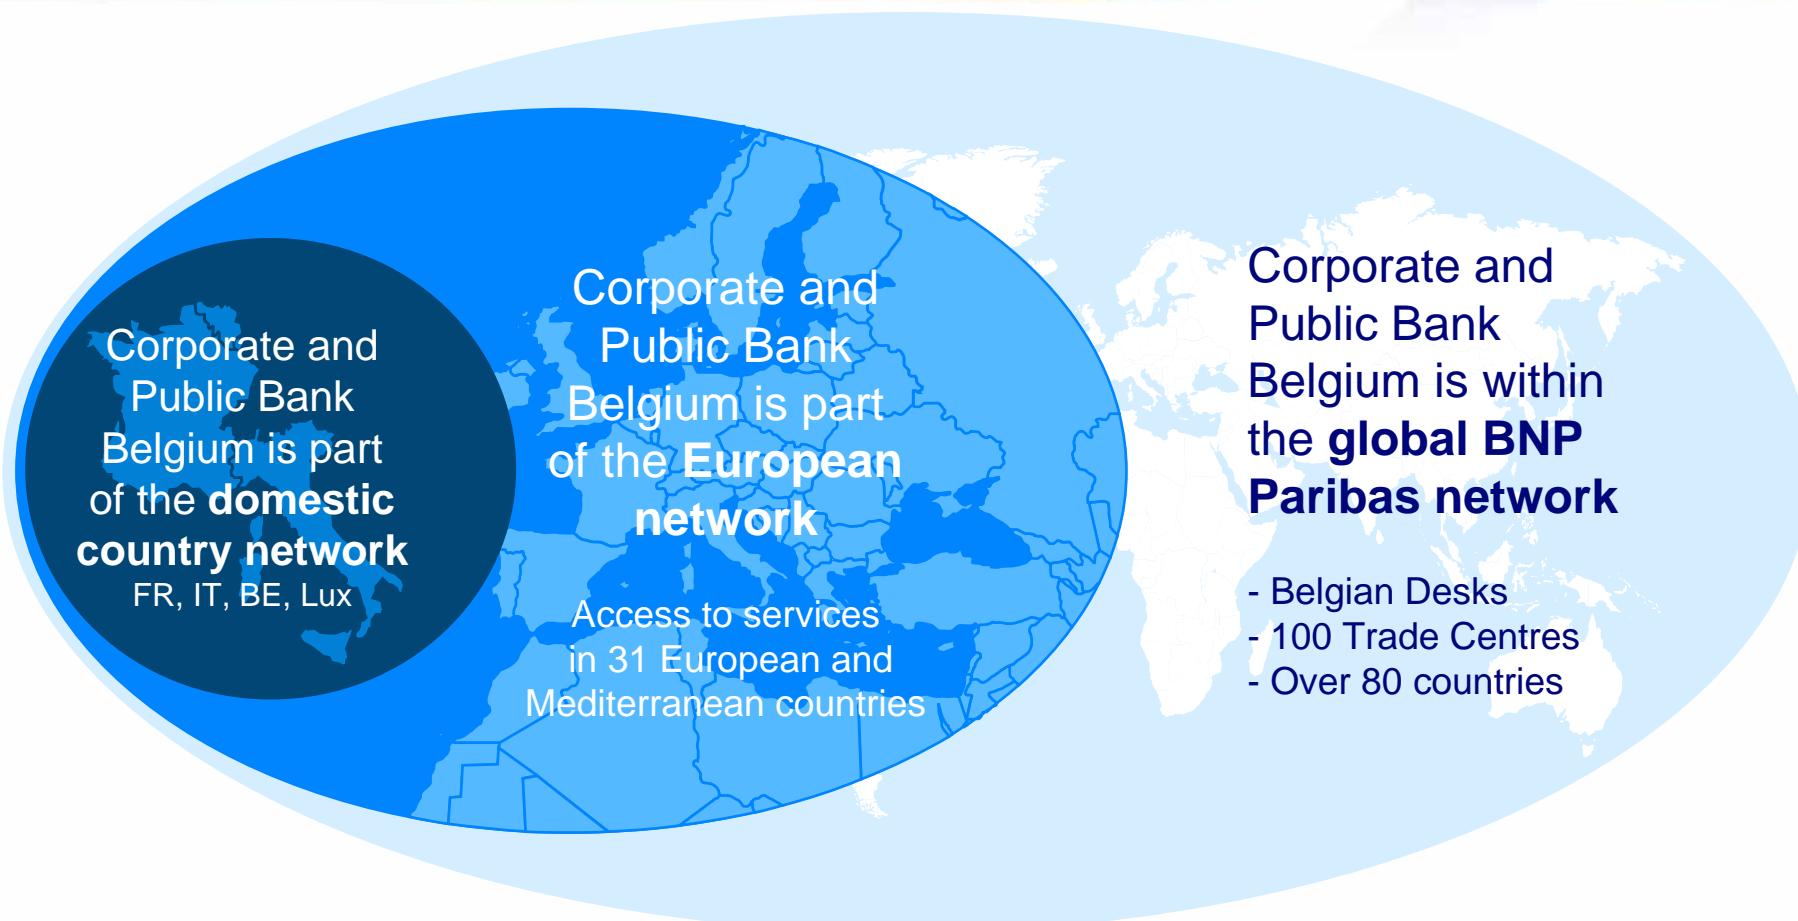 Corporate and
Public Bank
Belgium is part
of the domestic
country network
FR, IT, BE, Lux
Corporate and
Public Bank
Belgium is part
of the European
network
Access to services
in 31 European and
Mediterranean countries
Corporate and
Public Bank
Belgium is within
the global BNP
Paribas network
- Belgian Desks
- 100 Trade Centres
- Over 80 countries